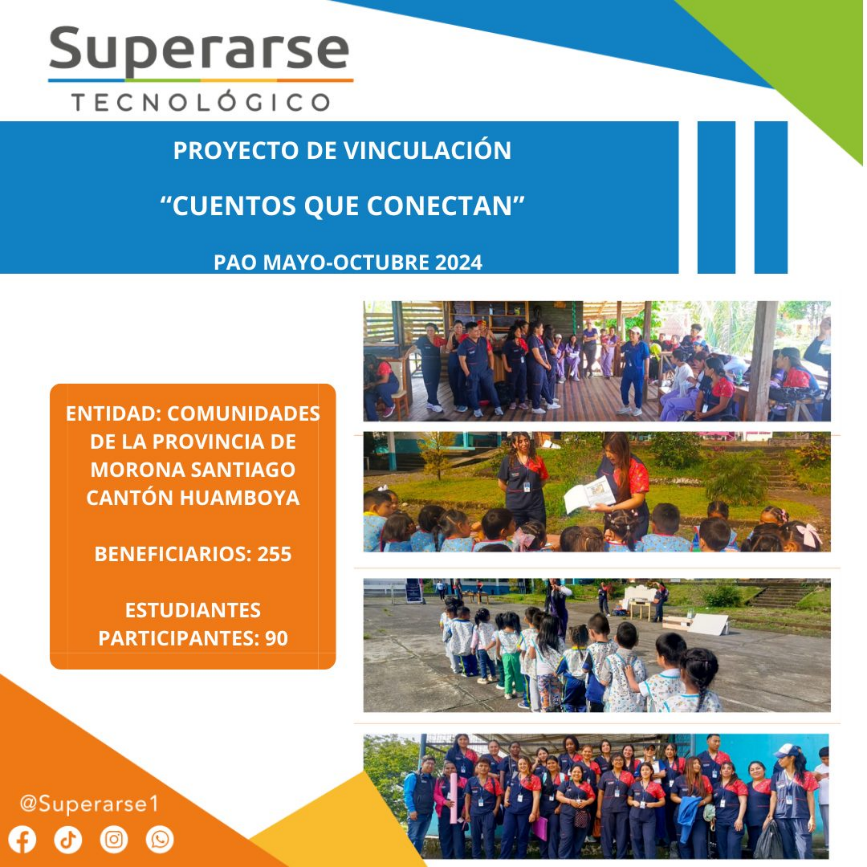 Superarse
TECNOLÓGICO
PROYECTO DE VINCULACIÓN
“CUENTOS QUE CONECTAN”
PAO MAYO-OCTUBRE 2024
ENTIDAD: COMUNIDADES
DE LA PROVINCIA DE
MORONA SANTIAGO
CANTÓN HUAMBOYA
BENEFICIARIOS: 255
ESTUDIANTES
PARTICIPANTES: 90
@Superarse1